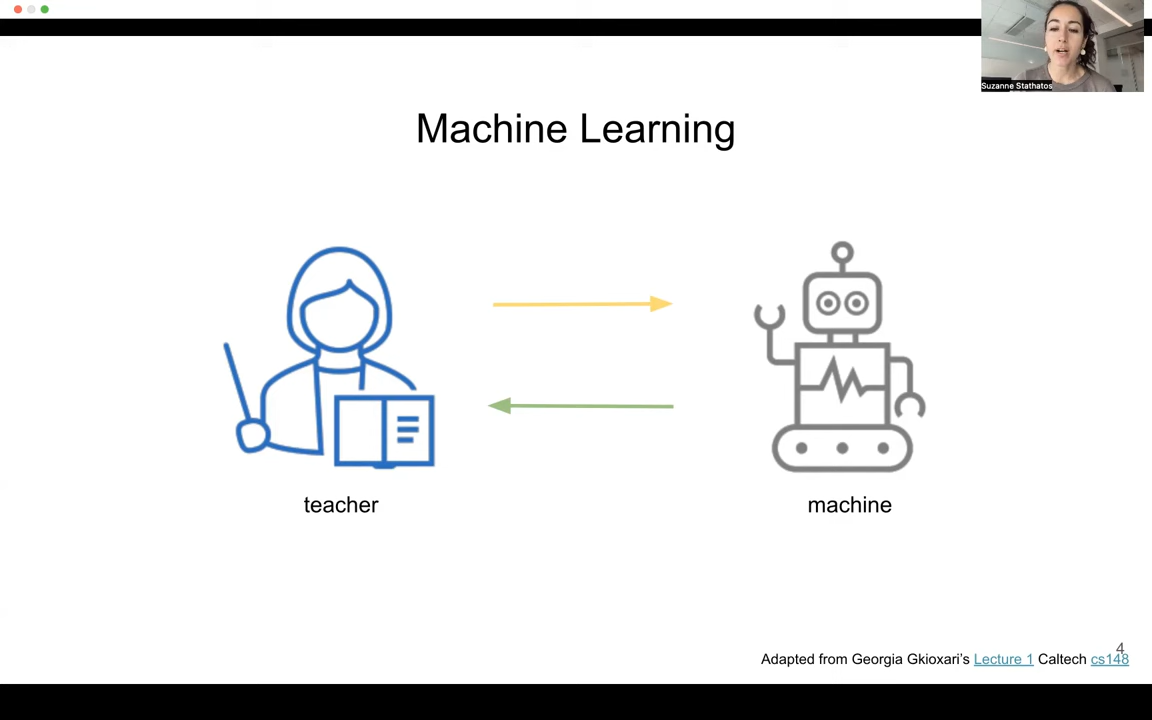 Suzanne Stathatos
Machine Learning
teacher
machine
4
Adapted from Georgia Gkioxari's Lecture 1 Caltech cs148